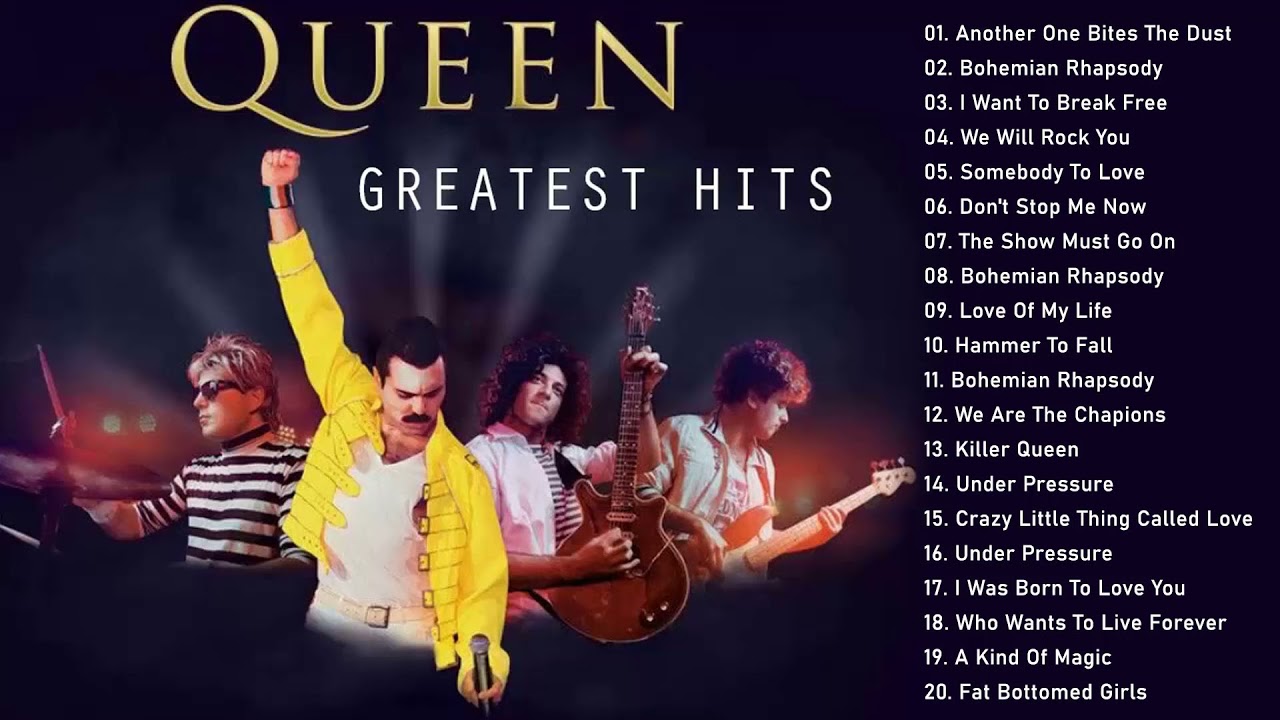 QUEEN
GREATEST HITS
01. Another One Bites The Dust
02. Bohemian Rhapsody
03. I Want To Break Free
04. We Will Rock You
05. Somebody To Love
06. Don't Stop Me Now
07. The Show Must Go On
08. Bohemian Rhapsody
09. Love Of My Life
10. Hammer To Fall
11. Bohemian Rhapsody
12. We Are The Chapions
13. Killer Queen
14. Under Pressure
15. Crazy Little Thing Called Love
16. Under Pressure
17. I Was Born To Love You
18. Who Wants To Live Forever
19. A Kind Of Magic
20. Fat Bottomed Girls